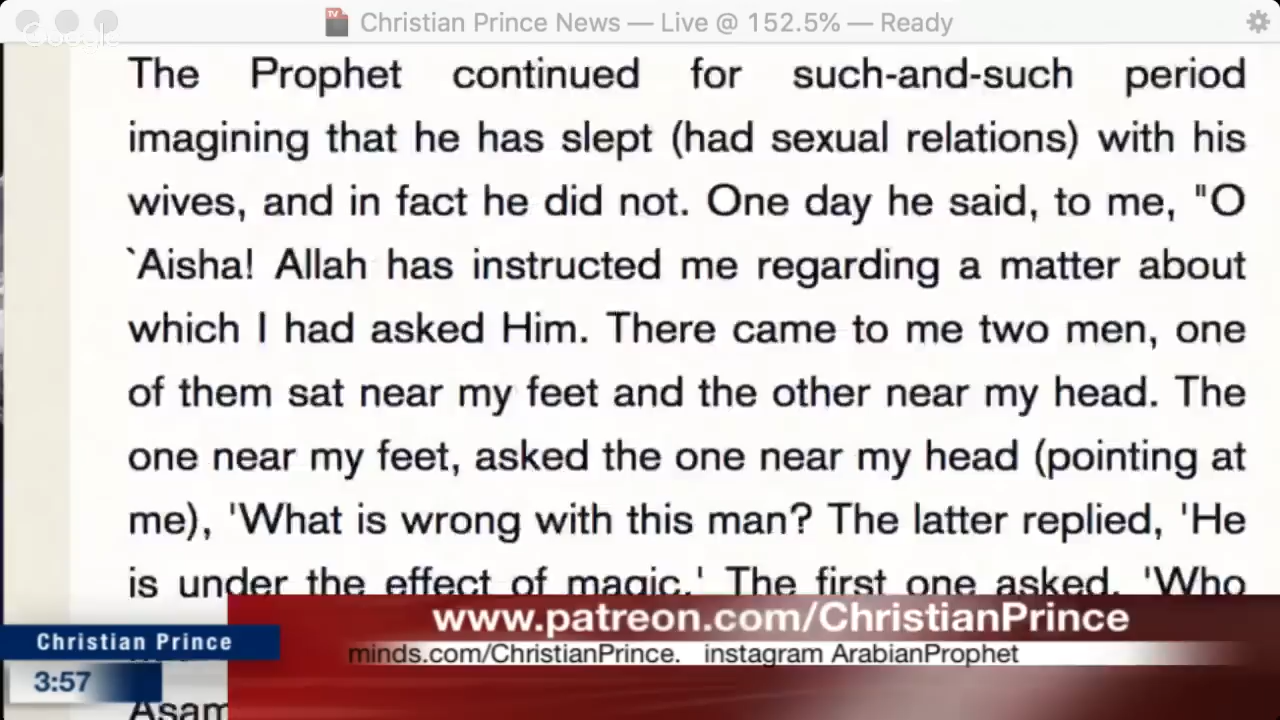 Christian Prince News — Live @ 152.5% — Ready
Google
TV
The Prophet continued for such-and-such period
imagining that he has slept (had sexual relations) with his
wives, and in fact he did not. One day he said, to me, "O
`Aisha! Allah has instructed me regarding a matter about
which I had asked Him. There came to me two men, one
of them sat near my feet and the other near my head. The
one near my feet, asked the one near my head (pointing at
me), 'What is wrong with this man? The latter replied, 'He
is under the effect of magic.' The first one asked, 'Who
www.patreon.com/ChristianPrince
Christian Prince
minds.com/ChristianPrince. instagram ArabianProphet
3:57
Asam